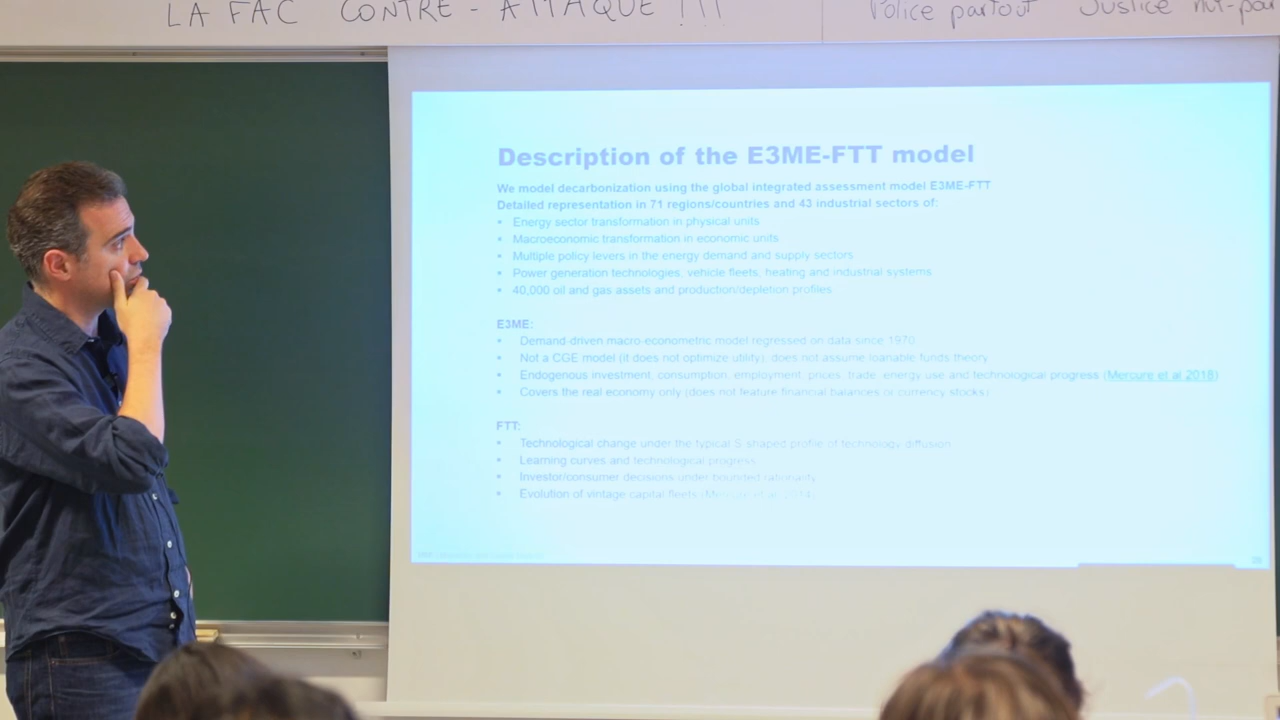 LA FAC CONTRE-ATTAQUE !!!
Police partout Justice nul-par
Description of the E3ME-FTT model
We model decarbonization using the global integrated assessment model E3ME-FTT
Detailed representation in 71 regions/countries and 43 industrial sectors of:
• Energy sector transformation in physical units
• Macroeconomic transformation in economic units
• Multiple policy levers in the energy demand and supply sectors
• Power generation technologies, vehicle fleets, heating and industrial systems
• 40,000 oil and gas assets and production/depletion profiles
E3ME:
• Demand-driven macro-econometric model regressed on data since 1970
• Not a CGE model (it does not optimize utility), does not assume loanable funds theory
• Endogenous investment, consumption, employment, prices, trade, energy use and technological progress (Mercure et al 2018)
• Covers the real economy only (does not feature financial balances or currency stocks)
FTT:
• Technological change under the typical S shaped profile of technology diffusion
• Learning curves and technological progress
• Investor/consumer decisions under bounded rationality
• Evolution of vintage capital fleets (Mercure et al